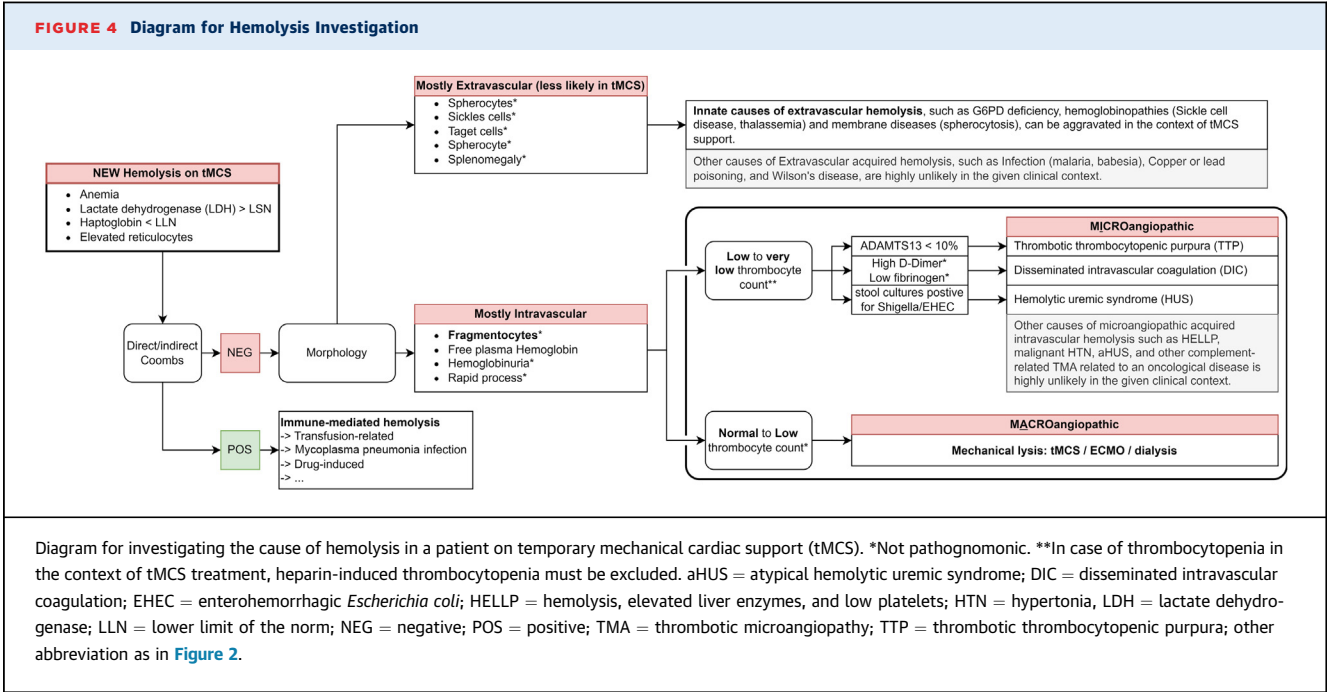 FIGURE 4 Diagram for Hemolysis Investigation
Mostly Extravascular (less likely in tMCS)
• Spherocytes*
• Sickles cells*
• Taget cells*
• Spherocyte*
• Splenomegaly*
Innate causes of extravascular hemolysis, such as G6PD deficiency, hemoglobinopathies (Sickle cell
disease, thalassemia) and membrane diseases (spherocytosis), can be aggravated in the context of tMCS
support.
Other causes of Extravascular acquired hemolysis, such as Infection (malaria, babesia), Copper or lead
poisoning, and Wilson's disease, are highly unlikely in the given clinical context.
NEW Hemolysis on tMCS
• Anemia
• Lactate dehydrogenase (LDH) > LSN
• Haptoglobin < LLN
• Elevated reticulocytes
Direct/indirect
Coombs
NEG
Morphology
Mostly Intravascular
• Fragmentocytes*
• Free plasma Hemoglobin
• Hemoglobinuria*
• Rapid process*
POS
Immune-mediated hemolysis
-> Transfusion-related
-> Mycoplasma pneumonia infection
-> Drug-induced
-> ...
Low to very
low thrombocyte
count**
ADAMTS13 < 10%
High D-Dimer*
Low fibrinogen*
stool cultures postive
for Shigella/EHEC
MICROangiopathic
Thrombotic thrombocytopenic purpura (TTP)
Disseminated intravascular coagulation (DIC)
Hemolytic uremic syndrome (HUS)
Other causes of microangiopathic acquired
intravascular hemolysis such as HELLP,
malignant HTN, aHUS, and other complement-
related TMA related to an oncological disease is
highly unlikely in the given clinical context.
Normal to Low
thrombocyte count*
MACROangiopathic
Mechanical lysis: tMCS / ECMO / dialysis
Diagram for investigating the cause of hemolysis in a patient on temporary mechanical cardiac support (tMCS). *Not pathognomonic. **In case of thrombocytopenia in
the context of tMCS treatment, heparin-induced thrombocytopenia must be excluded. aHUS = atypical hemolytic uremic syndrome; DIC = disseminated intravascular
coagulation; EHEC = enterohemorrhagic Escherichia coli; HELLP = hemolysis, elevated liver enzymes, and low platelets; HTN = hypertonia, LDH = lactate dehydro-
genase; LLN = lower limit of the norm; NEG = negative; POS = positive; TMA = thrombotic microangiopathy; TTP = thrombotic thrombocytopenic purpura; other
abbreviation as in Figure 2.